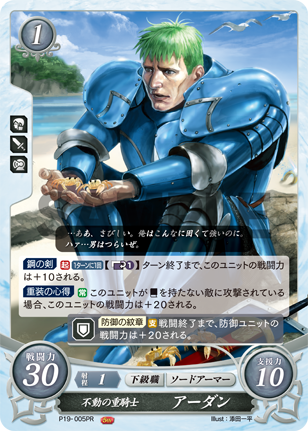 1
…ああ、さびしい。俺はこんなに固くて強いのに。
ハァ…男はつらいぜ。
鋼の剣 起 1ターンに1回 【1】ターン終了まで、このユニットの戦闘力
は+10される。
重装の心得 常 このユニットが を持たない敵に攻撃されている
場合、このユニットの戦闘力は+20される。
防御の紋章 支 戦闘終了まで、防御ユニットの
戦闘力は+20される。
戦闘力
30
射程 1 下級職 ソードアーマー
支援力
10
不動の重騎士 アーダン
P19-005PR
Illust：添田一平